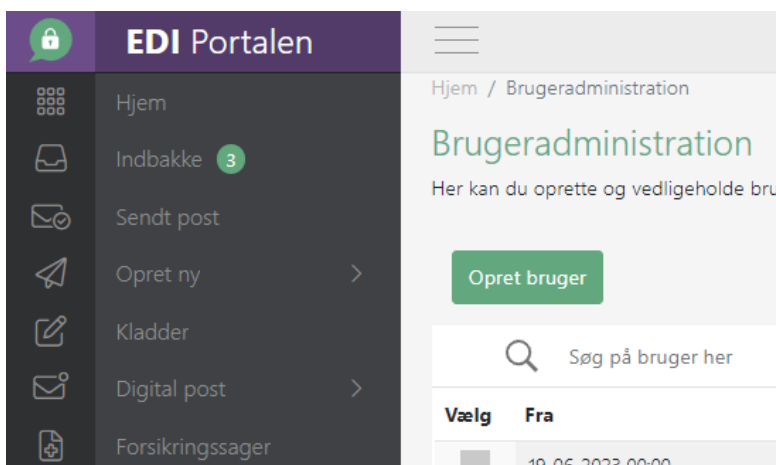 EDI Portalen
Hjem
Indbakke 3
Sendt post
Opret ny
Kladder
Digital post
Forsikringssager
Hjem / Brugeradministration
Brugeradministration
Her kan du oprette og vedligeholde
Opret bruger
Søg på bruger her
Vælg Fra
19-06-2023 00:00